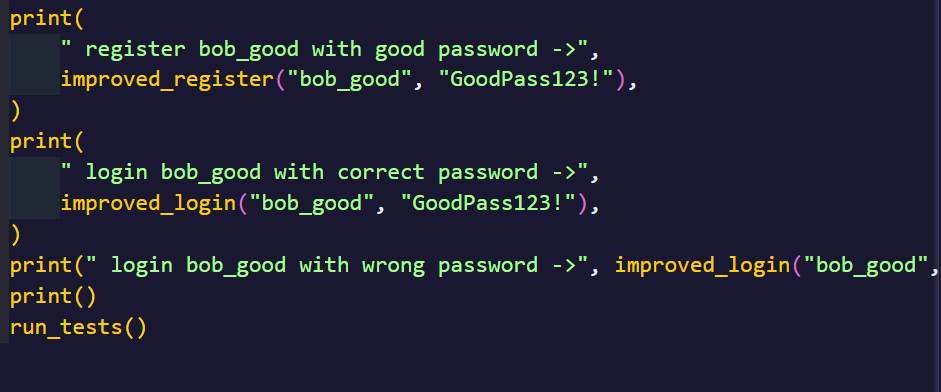 print(
    " register bob_good with good password ->",
    improved_register("bob_good", "GoodPass123!"),
)
print(
    " login bob_good with correct password ->",
    improved_login("bob_good", "GoodPass123!"),
)
print(" login bob_good with wrong password ->", improved_login("bob_good",
print()
run_tests()